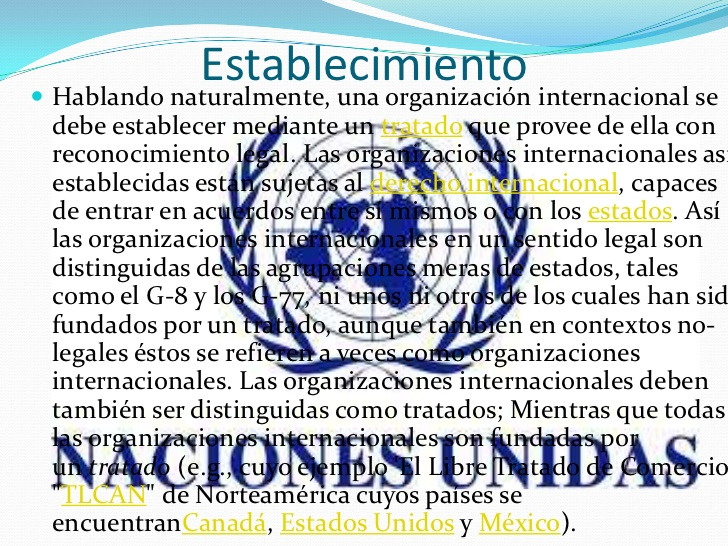 Establecimiento
Hablando naturalmente, una organización internacional se
debe establecer mediante un tratado que provee de ella con
reconocimiento legal. Las organizaciones internacionales así
establecidas están sujetas al derecho internacional, capaces
de entrar en acuerdos entre sí mismos o con los estados. Así
las organizaciones internacionales en un sentido legal son
distinguidas de las agrupaciones meras de estados, tales
como el G-8 y los G-77, ni unos ni otros de los cuales han sid
fundados por un tratado, aunque también en contextos no-
legales éstos se refieren a veces como organizaciones
internacionales. Las organizaciones internacionales deben
también ser distinguidas como tratados; Mientras que todas
las organizaciones internacionales son fundadas por
un tratado (e.g., cuyo ejemplo 'El Libre Tratado de Comercio
"TLCAN" de Norteamérica cuyos países se
encuentranCanadá, Estados Unidos y México).
NACIONES UNIDAS